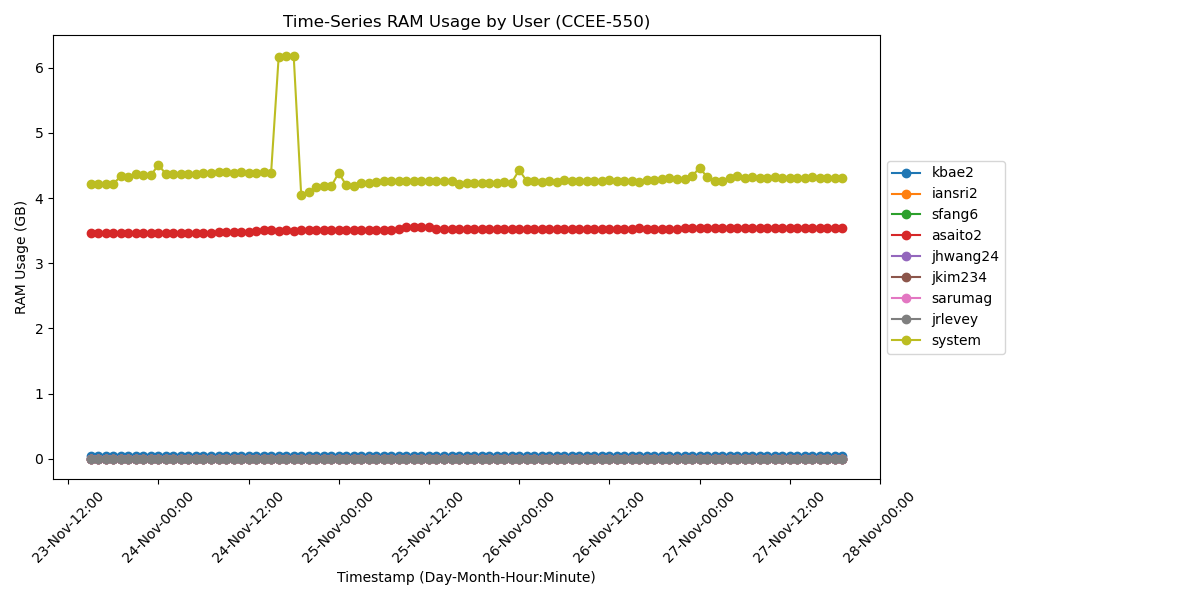 Time-Series RAM Usage by User (CCEE-550)
RAM Usage (GB)
6
5
4
3
2
1
0
23-Nov-12:00
24-Nov-00:00
24-Nov-12:00
25-Nov-00:00
25-Nov-12:00
26-Nov-00:00
26-Nov-12:00
27-Nov-00:00
27-Nov-12:00
28-Nov-00:00
Timestamp (Day-Month-Hour:Minute)
kbae2
iansri2
sfang6
asaito2
jhwang24
jkim234
sarumag
jrlevey
system